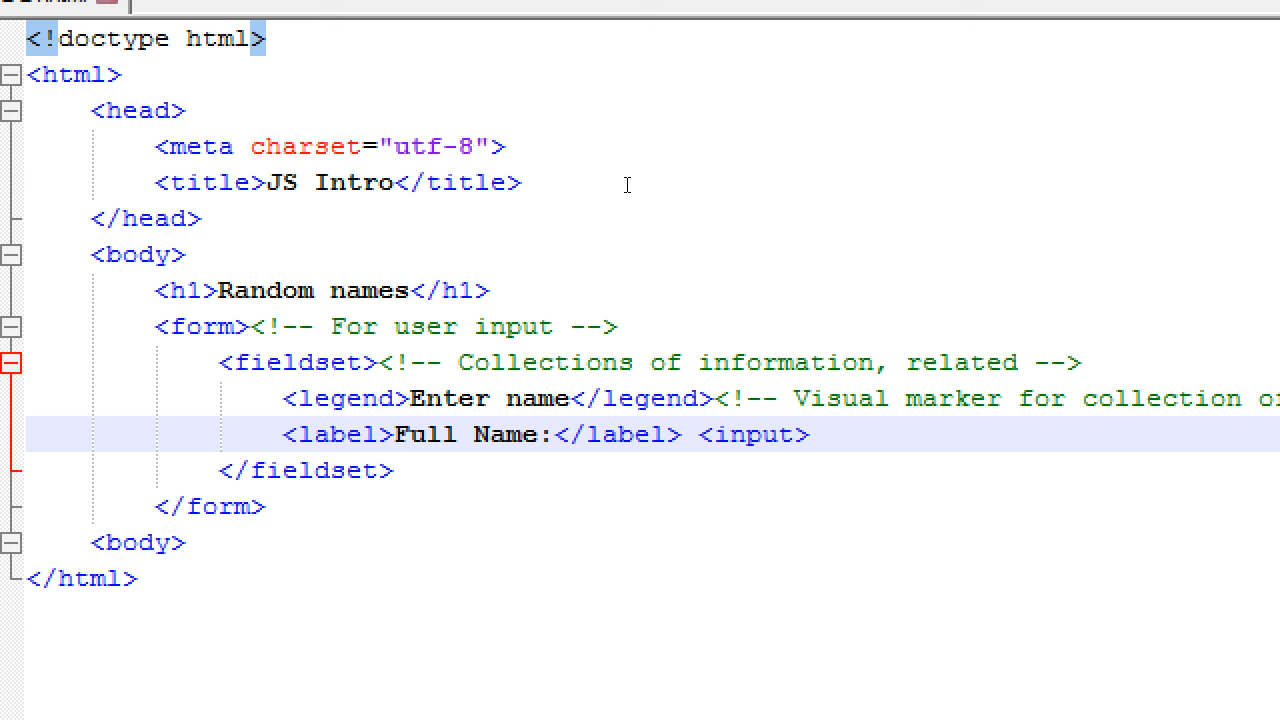 <!doctype html>
<html>
<head>
<meta charset="utf-8">
<title>JS Intro</title>
</head>
<body>
<h1>Random names</h1>
<form><!-- For user input -->
<fieldset><!-- Collections of information, related -->
<legend>Enter name</legend><!-- Visual marker for collection
<label>Full Name:</label> <input>
</fieldset>
</form>
<body>
</html>